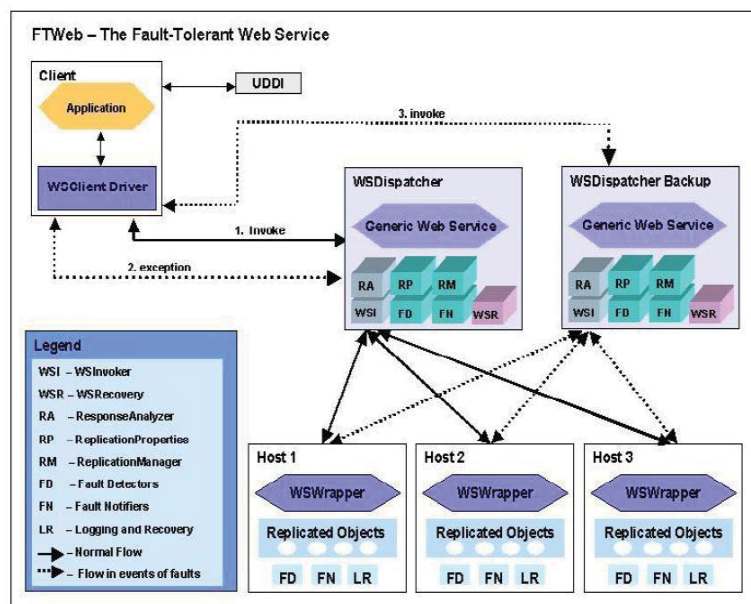 FTWeb – The Fault-Tolerant Web Service
Client
Application
WSClient Driver
UDDI
3. invoke
1. Invoke
2. exception
WSDispatcher
Generic Web Service
RA RP RM
WSI FD FN WSR
WSDispatcher Backup
Generic Web Service
RA RP RM
WSI FD FN WSR
Legend
WSI – WSInvoker
WSR – WSRecovery
RA – ResponseAnalyzer
RP – ReplicationProperties
RM – ReplicationManager
FD – Fault Detectors
FN – Fault Notifiers
LR – Logging and Recovery
– Normal Flow
– Flow in events of faults
Host 1
WSWrapper
Replicated Objects
FD FN LR
Host 2
WSWrapper
Replicated Objects
FD FN LR
Host 3
WSWrapper
Replicated Objects
FD FN LR